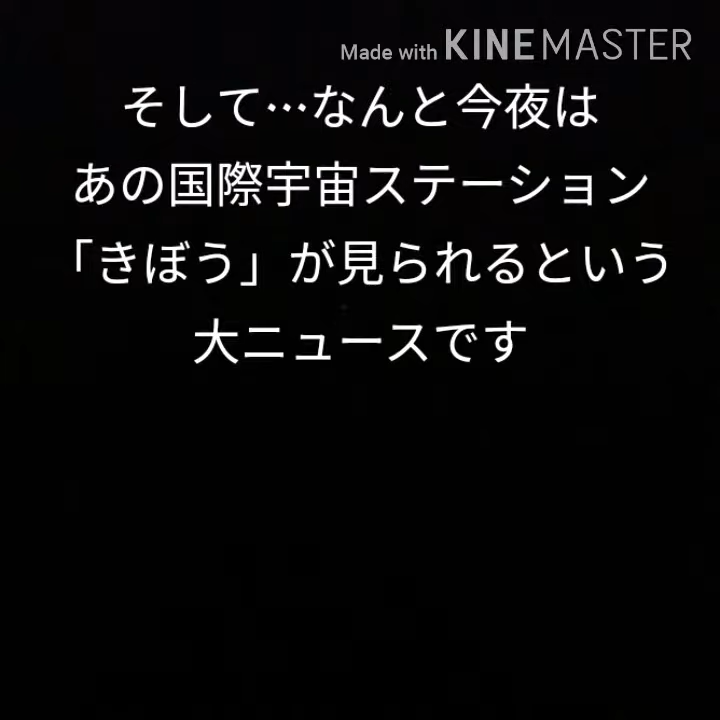 Made with KINEMASTER
そして…なんと今夜は
あの国際宇宙ステーション
「きぼう」が見られるという
大ニュースです